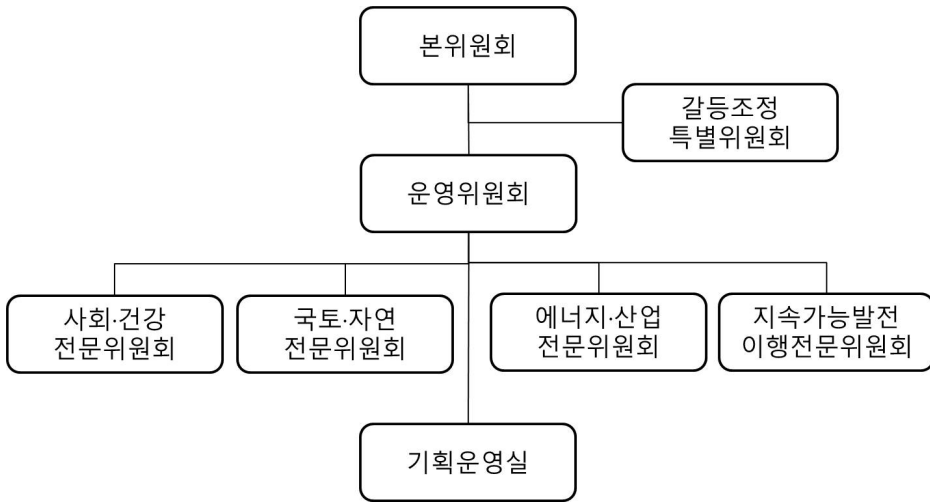 본위원회
갈등조정
특별위원회
운영위원회
사회·건강
전문위원회
국토·자연
전문위원회
에너지·산업
전문위원회
지속가능발전
이행전문위원회
기획운영실